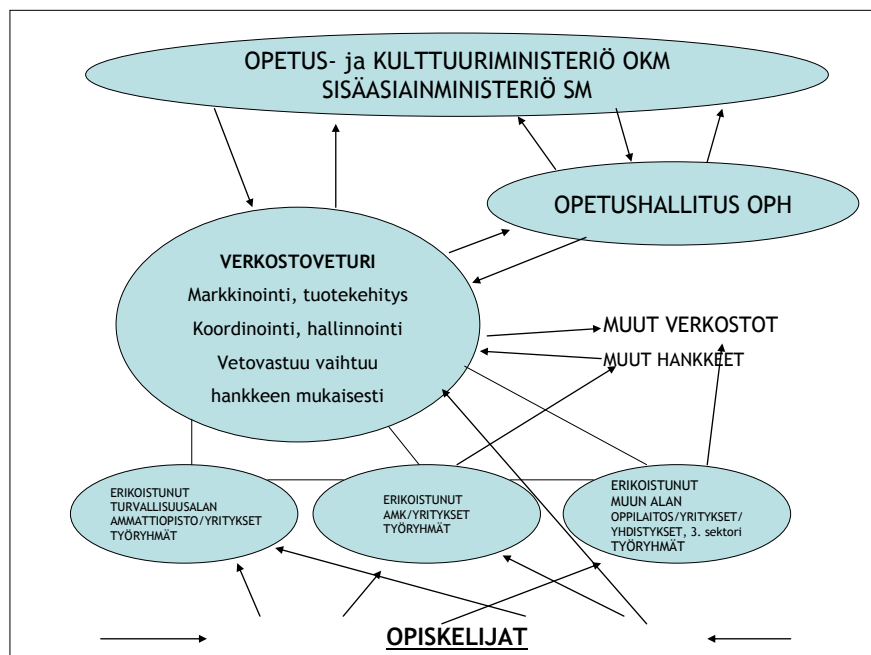 OPETUS- ja KULTTUURIMINISTERIÖ OKM
SISÄASIAINMINISTERIÖ SM
OPETUSHALLITUS OPH
VERKOSTOVETURI
Markkinointi, tuotekehitys
Koordinointi, hallinnointi
Vetovastuu vaihtuu
hankkeen mukaisesti
MUUT VERKOSTOT
MUUT HANKKEET
ERIKOISTUNUT
TURVALLISUUSALAN
AMMATTIOPISTO/YRITYKSET
TYÖRYHMÄT
ERIKOISTUNUT
AMK/YRITYKSET
TYÖRYHMÄT
ERIKOISTUNUT
MUUN ALAN
OPPILAITOS/YRITYKSET/
YHDISTYKSET, 3. sektori
TYÖRYHMÄT
OPISKELIJAT